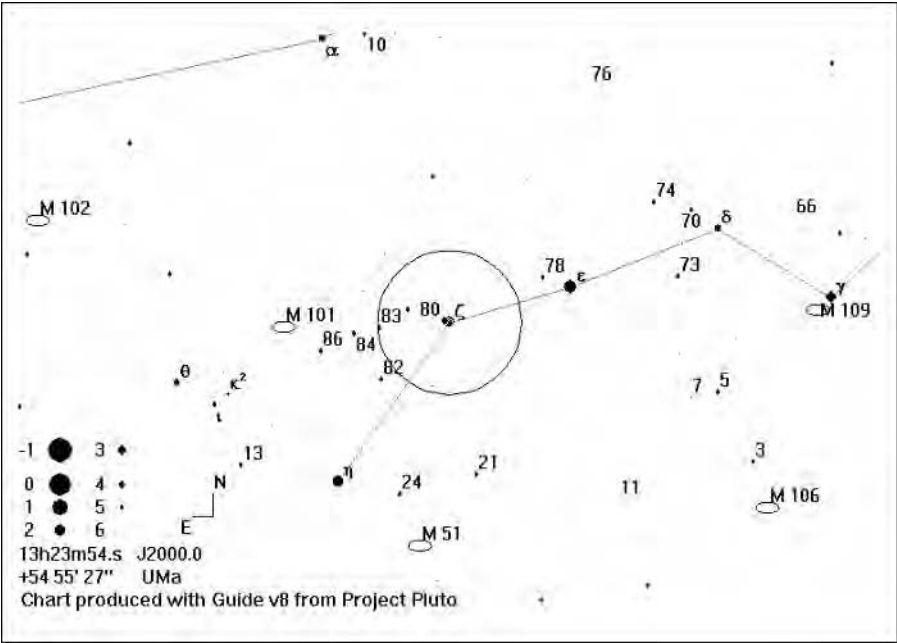 α
10
76
M 102
74
66
70
δ
78
ε
73
γ
M 109
M 101
83
80
ζ
86
84
82
θ
κ²
ι
7
5
-1
3
13
3
0
4
N
η
24
21
11
M 106
1
5
E
2
6
M 51
13h23m54.s J2000.0
+54 55' 27" UMa
Chart produced with Guide v8 from Project Pluto